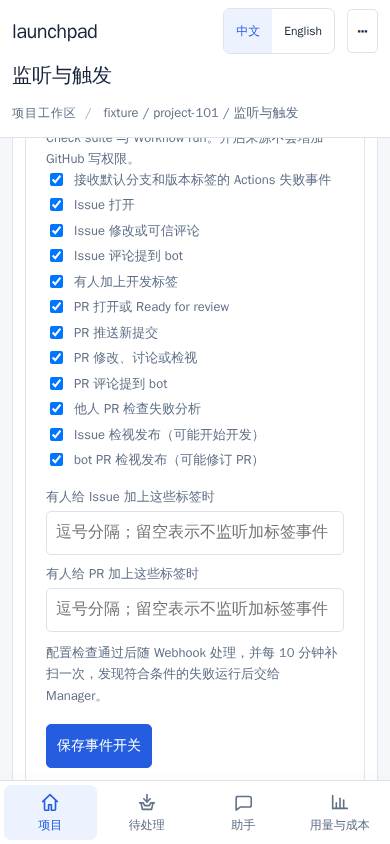 launchpad
中文
English
监听与触发
项目工作区 / fixture / project-101 / 监听与触发
Check suite 与 Workflow run。开启来源不会增加
GitHub 写权限。
接收默认分支和版本标签的 Actions 失败事件
Issue 打开
Issue 修改或可信评论
Issue 评论提到 bot
有人加上开发标签
PR 打开或 Ready for review
PR 推送新提交
PR 修改、讨论或检视
PR 评论提到 bot
他人 PR 检查失败分析
Issue 检视发布（可能开始开发）
bot PR 检视发布（可能修订 PR）
有人给 Issue 加上这些标签时
逗号分隔；留空表示不监听加标签事件
有人给 PR 加上这些标签时
逗号分隔；留空表示不监听加标签事件
配置检查通过后随 Webhook 处理，并每 10 分钟补
扫一次，发现符合条件的失败运行后交给
Manager。
保存事件开关
项目
待处理
助手
用量与成本